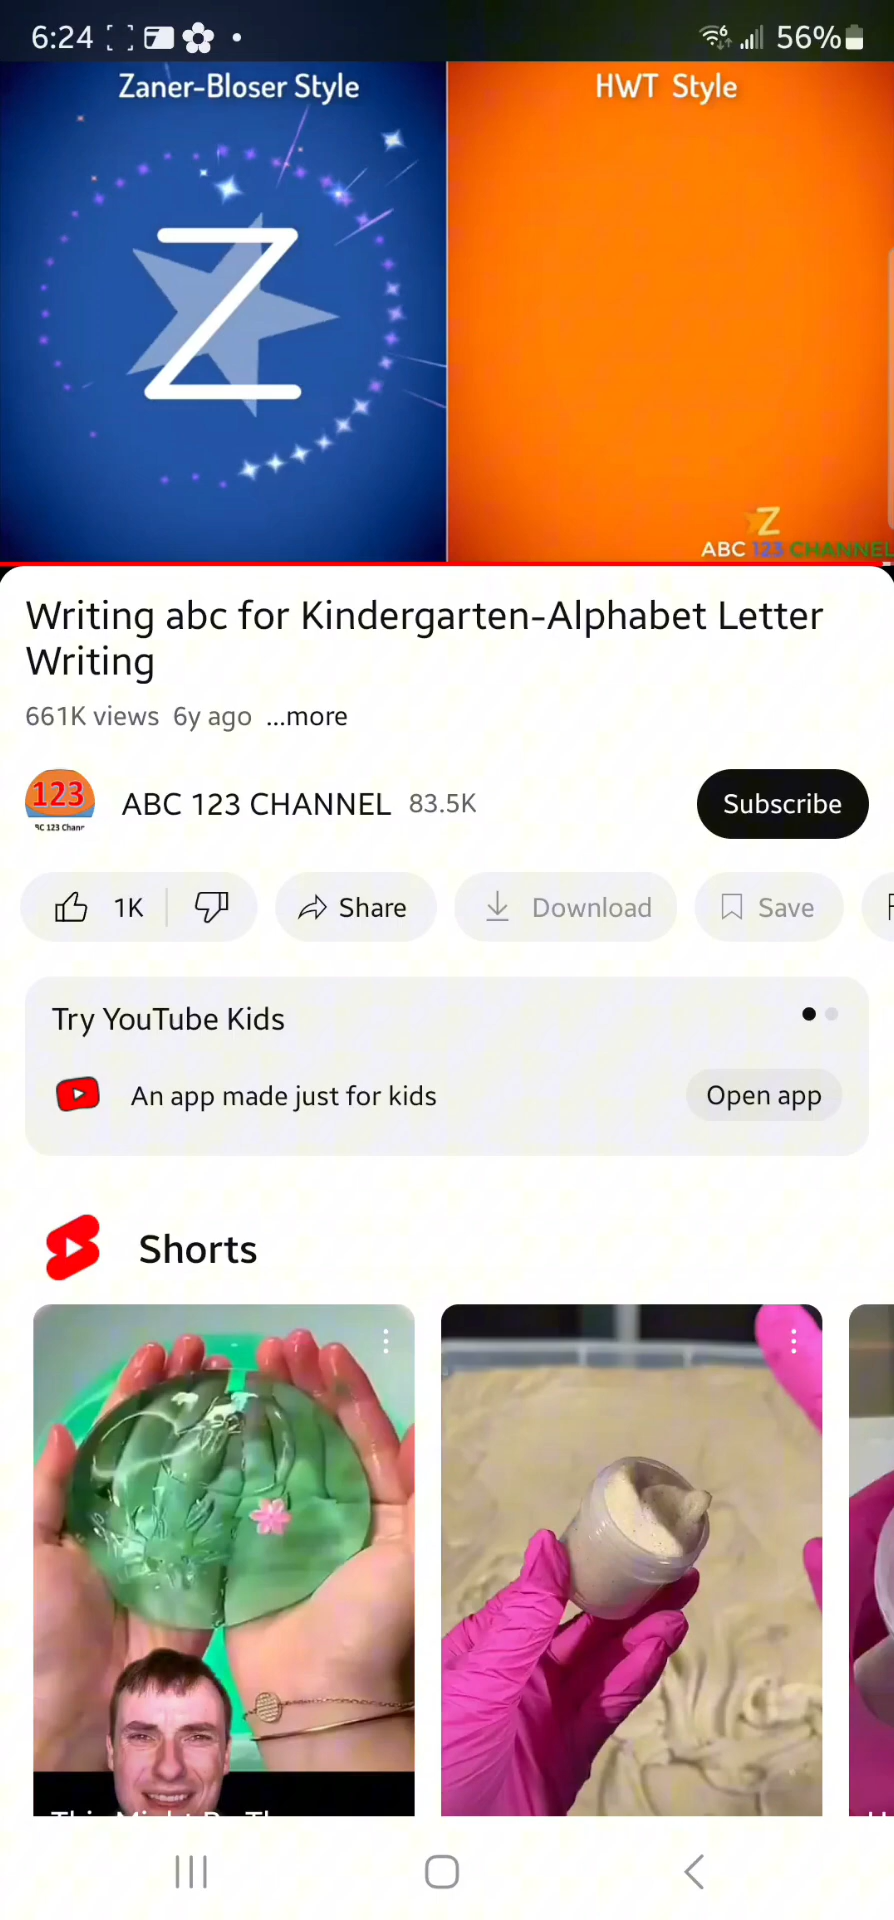 6:24
56%
Zaner-Bloser Style
HWT Style
Z
Z
ABC 123 CHANNEL
Writing abc for Kindergarten-Alphabet Letter
Writing
661K views 6y ago ...more
123
ABC 123 CHANNEL 83.5K
Subscribe
1K
Share
Download
Save
Try YouTube Kids
An app made just for kids
Open app
Shorts